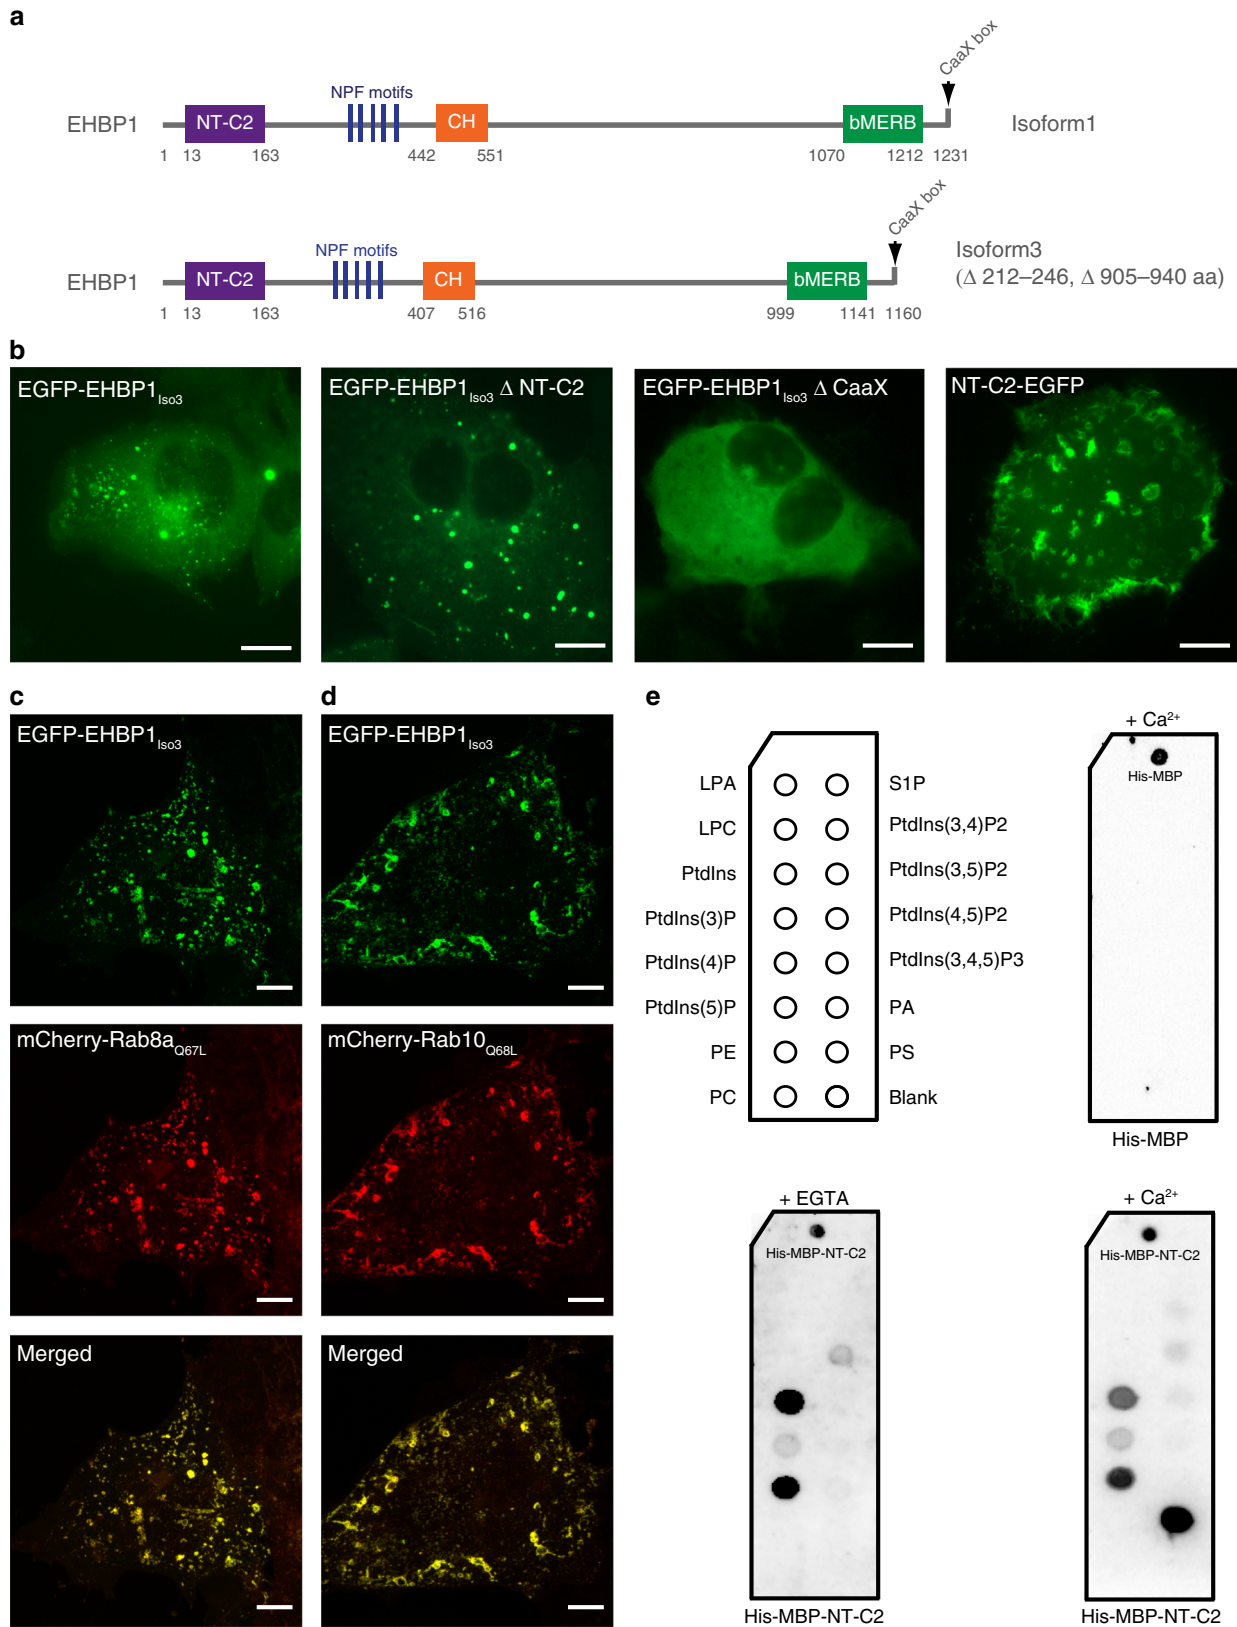 a
CaaX box
NPF motifs
EHBP1 NT-C2 CH bMERB Isoform1
1 13 163 442 551 1070 1212 1231
CaaX box
NPF motifs
EHBP1 NT-C2 CH bMERB Isoform3
(Δ 212–246, Δ 905–940 aa)
1 13 163 407 516 999 1141 1160
b
EGFP-EHBP1Iso3
EGFP-EHBP1Iso3 Δ NT-C2
EGFP-EHBP1Iso3 Δ CaaX
NT-C2-EGFP
c
EGFP-EHBP1Iso3
mCherry-Rab8aQ67L
Merged
d
EGFP-EHBP1Iso3
mCherry-Rab10Q68L
Merged
e
LPA S1P
LPC PtdIns(3,4)P2
PtdIns PtdIns(3,5)P2
PtdIns(3)P PtdIns(4,5)P2
PtdIns(4)P PtdIns(3,4,5)P3
PtdIns(5)P PA
PE PS
PC Blank
+ Ca2+
His-MBP
His-MBP
+ EGTA
His-MBP-NT-C2
His-MBP-NT-C2
+ Ca2+
His-MBP-NT-C2
His-MBP-NT-C2